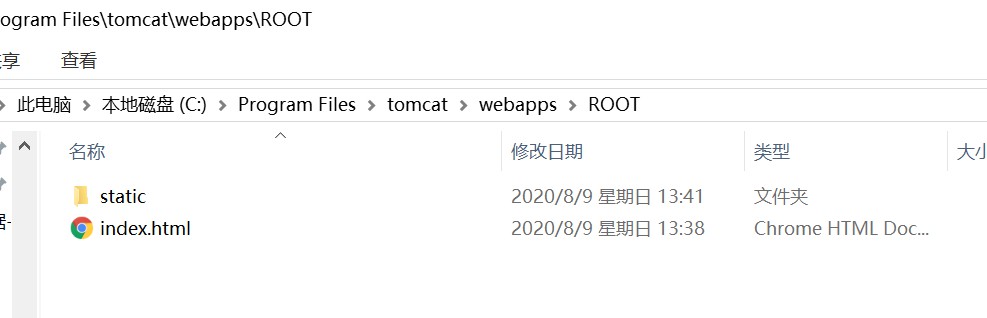 ogram Files\tomcat\webapps\ROOT
享 查看
此电脑 本地磁盘 (C:) Program Files tomcat webapps ROOT
名称 修改日期 类型 大小
static 2020/8/9 星期日 13:41 文件夹
index.html 2020/8/9 星期日 13:38 Chrome HTML Doc...